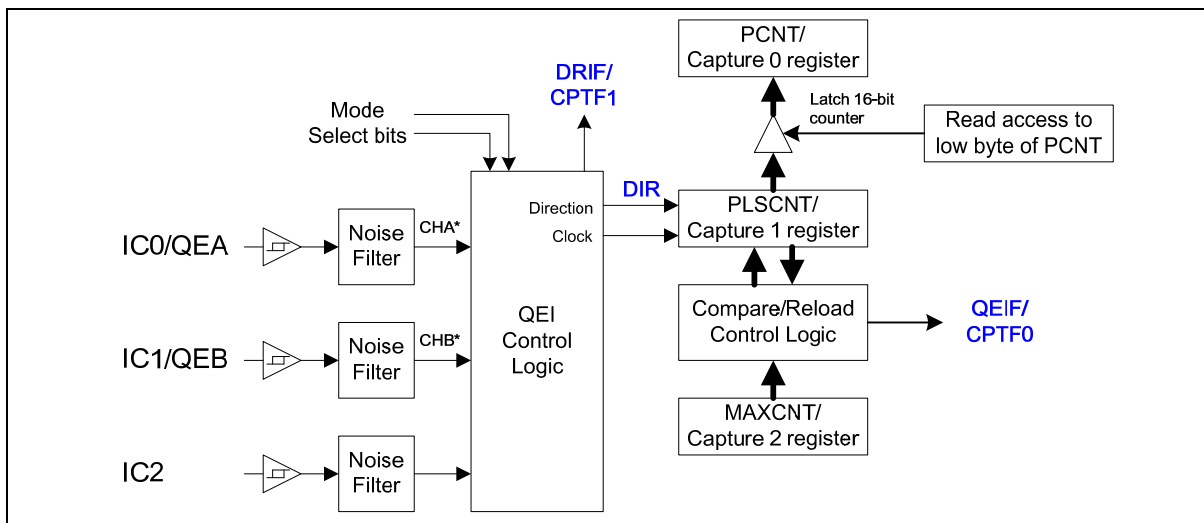 PCNT/
Capture 0 register
DRIF/
CPTF1
Latch 16-bit
counter
Read access to
low byte of PCNT
Mode
Select bits
DIR
Direction
Clock
PLSCNT/
Capture 1 register
IC0/QEA
Noise
Filter
CHA*
QEI
Control
Logic
Compare/Reload
Control Logic
QEIF/
CPTF0
IC1/QEB
Noise
Filter
CHB*
MAXCNT/
Capture 2 register
IC2
Noise
Filter